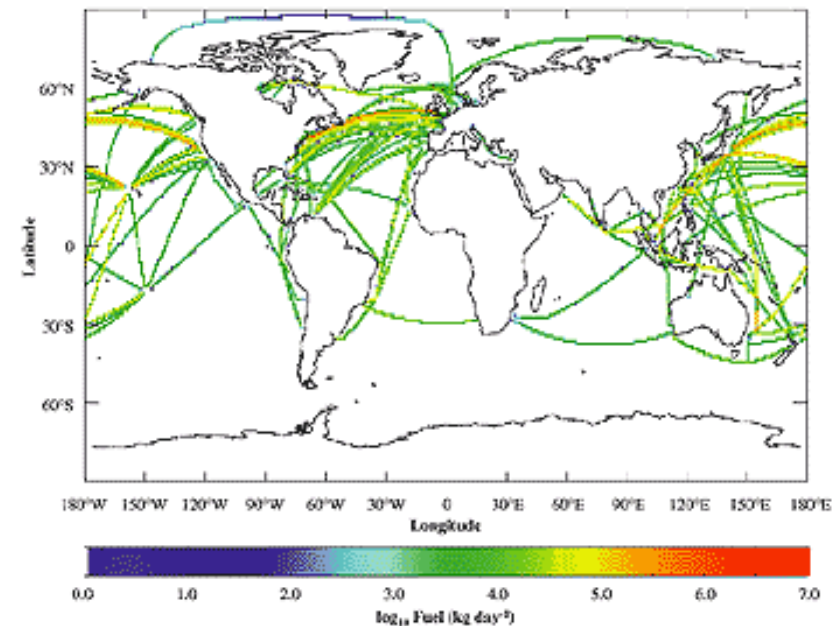 60°N
30°N
0
30°S
60°S
Latitude
180°W 150°W 120°W 90°W 60°W 30°W 0 30°E 60°E 90°E 120°E 150°E 180°E
Longitude
0.0 1.0 2.0 3.0 4.0 5.0 6.0 7.0
log₁₀ Fuel (kg day⁻¹)